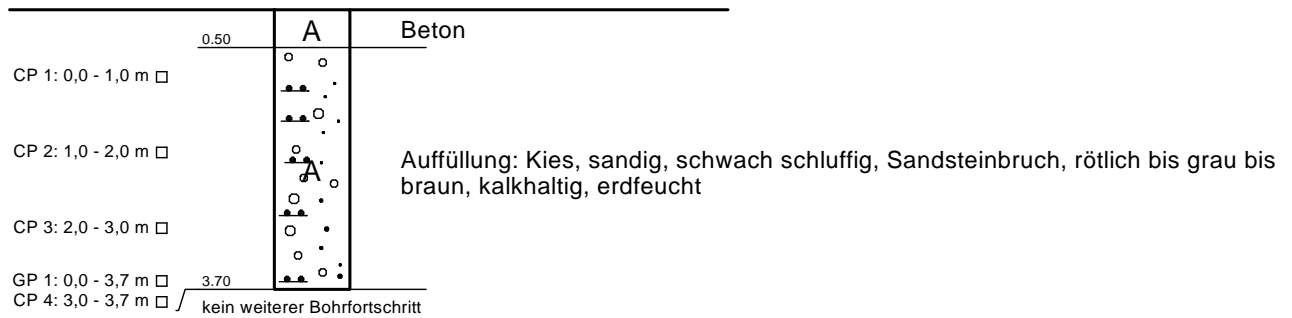 A
Beton
0.50
CP 1: 0,0 - 1,0 m
CP 2: 1,0 - 2,0 m
A
Auffüllung: Kies, sandig, schwach schluffig, Sandsteinbruch, rötlich bis grau bis
braun, kalkhaltig, erdfeucht
CP 3: 2,0 - 3,0 m
GP 1: 0,0 - 3,7 m
3.70
CP 4: 3,0 - 3,7 m
kein weiterer Bohrfortschritt